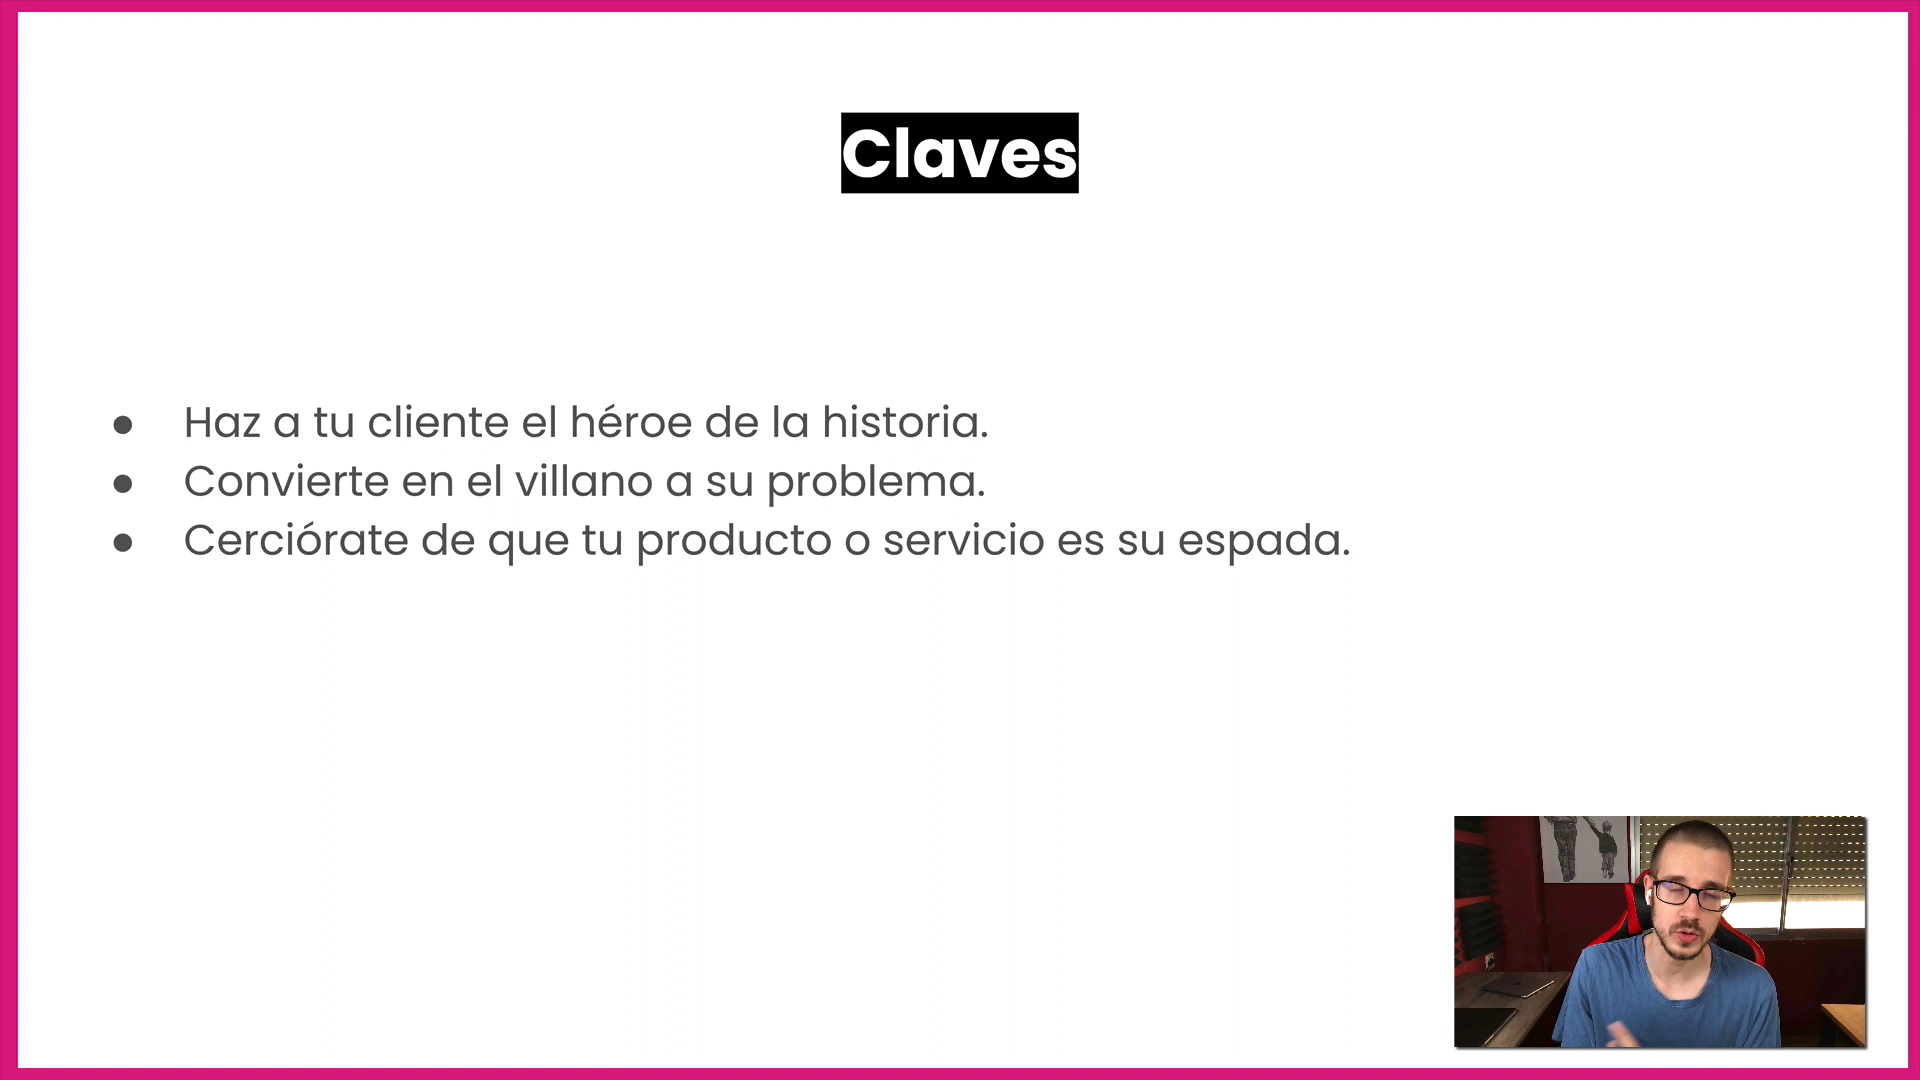 Claves
● Haz a tu cliente el héroe de la historia.
● Convierte en el villano a su problema.
● Cerciórate de que tu producto o servicio es su espada.